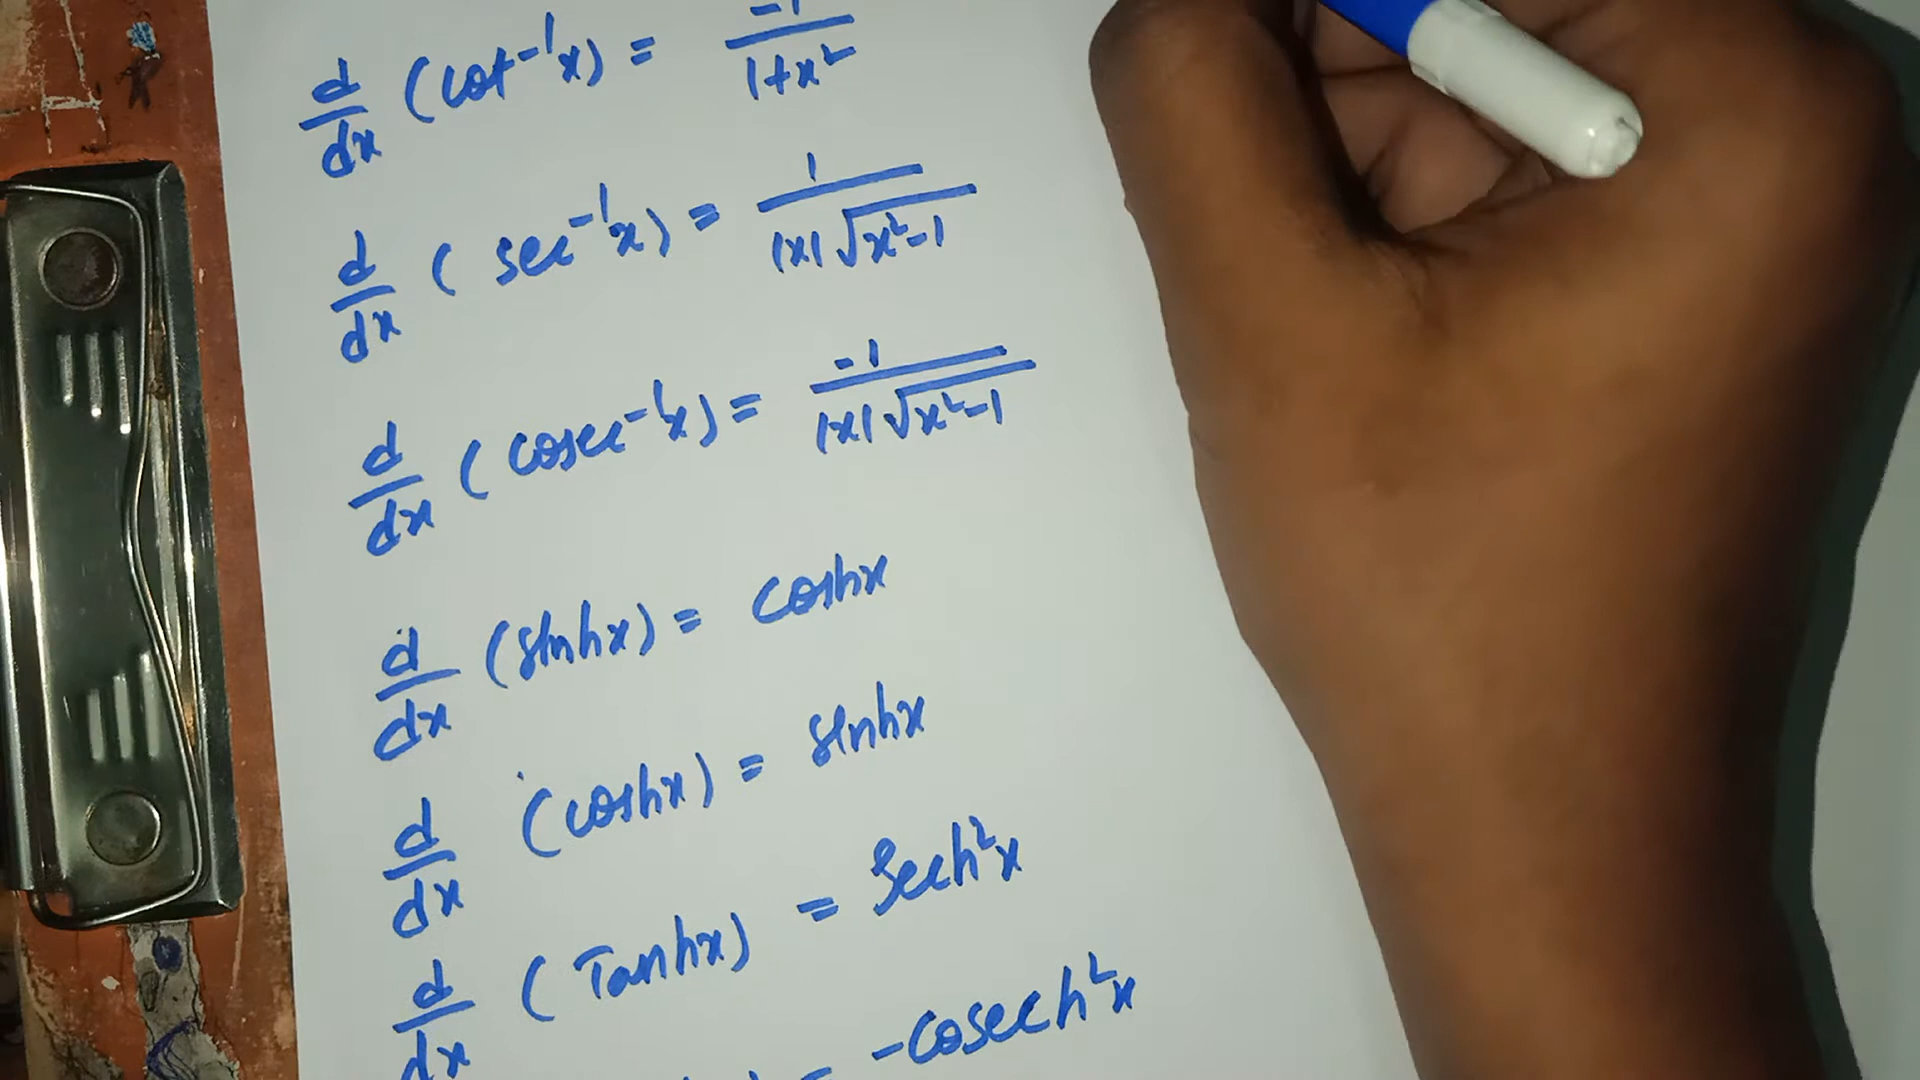 d/dx (cot⁻¹x) = -1/1+x²
d/dx (sec⁻¹x) = 1/|x|√x²-1
d/dx (cosec⁻¹x) = -1/|x|√x²-1
d/dx (sinhx) = coshx
d/dx (coshx) = sinhx
d/dx (Tanhx) = Sech²x
= -cosech²x